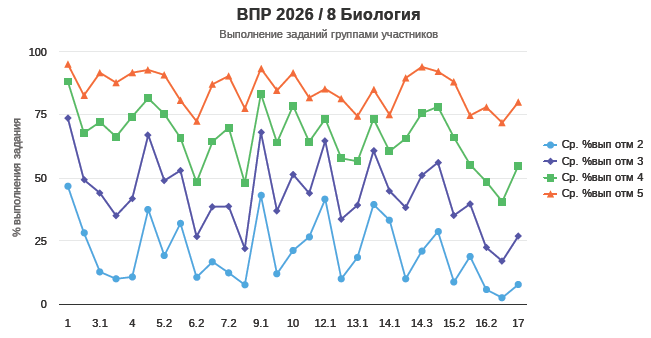 ВПР 2026 / 8 Биология
Выполнение заданий группами участников
% выполнения задания
100
75
50
25
0
1 3.1 4 5.2 6.2 7.2 9.1 10 12.1 13.1 14.1 14.3 15.2 16.2 17
Ср. %вып отм 2
Ср. %вып отм 3
Ср. %вып отм 4
Ср. %вып отм 5